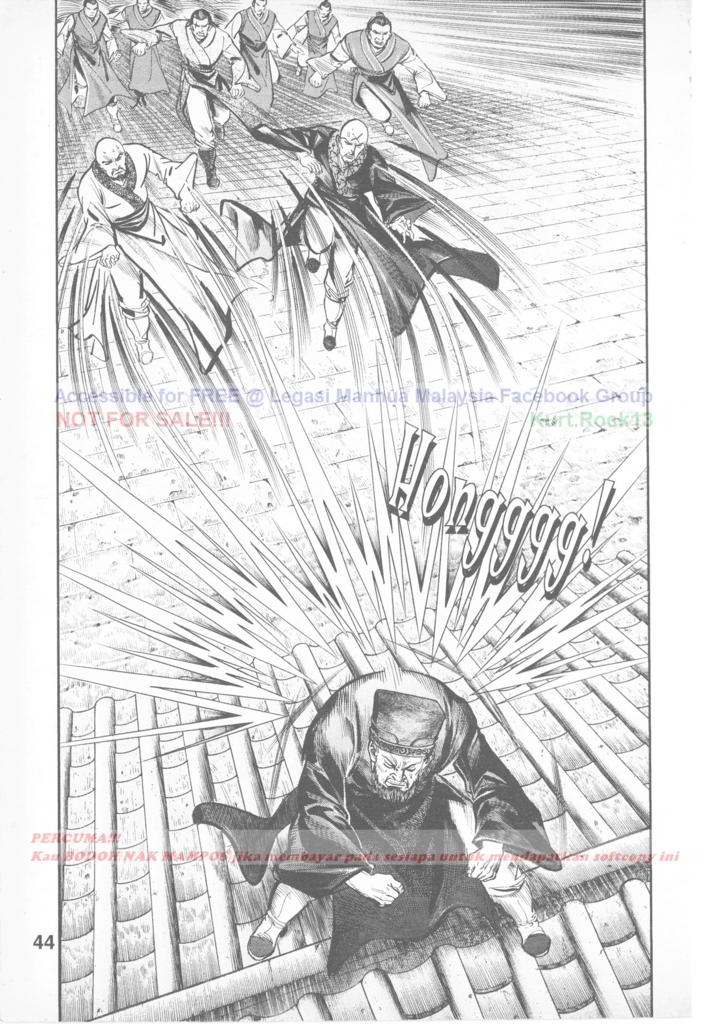 Accessible for FREE @ Legasi Manhua Malaysia Facebook Group
NOT FOR SALE!!!
Kurt.Rock13
Hongggg!
PERCUMA!!!
Kau BODOH NAK MAMPOS jika membayar pada sesiapa untuk mendapatkan softcopy ini
44